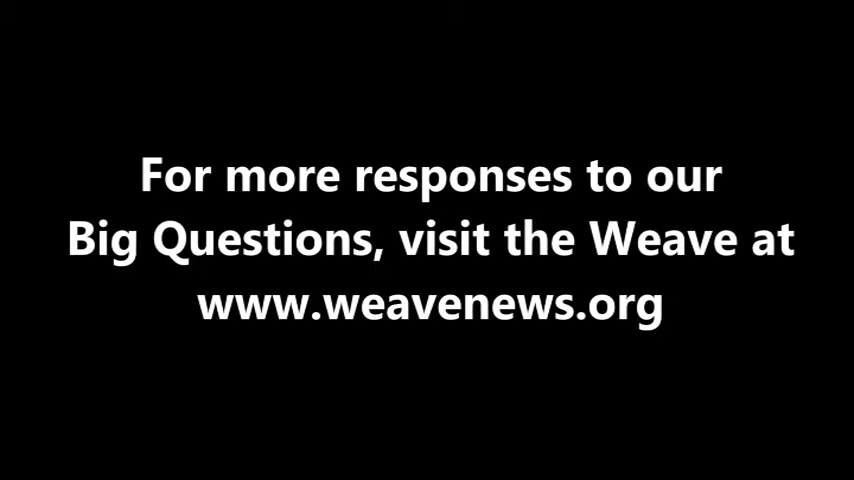 For more responses to our
Big Questions, visit the Weave at
www.weavenews.org